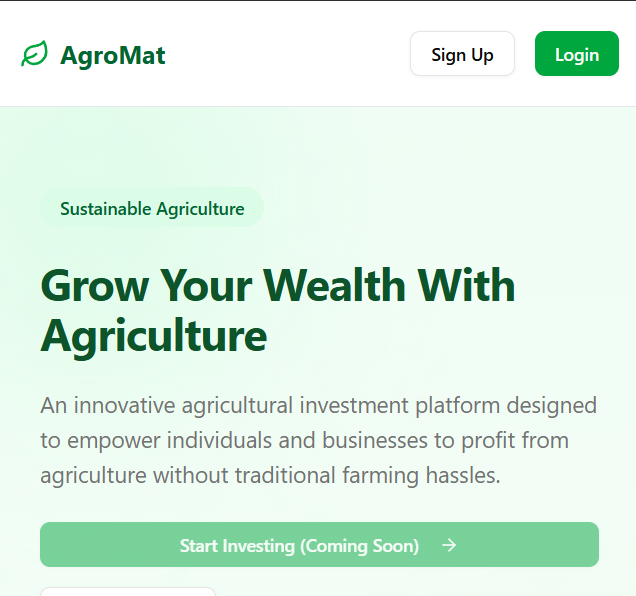 AgroMat
Sign Up
Login
Sustainable Agriculture
Grow Your Wealth With
Agriculture
An innovative agricultural investment platform designed
to empower individuals and businesses to profit from
agriculture without traditional farming hassles.
Start Investing (Coming Soon)